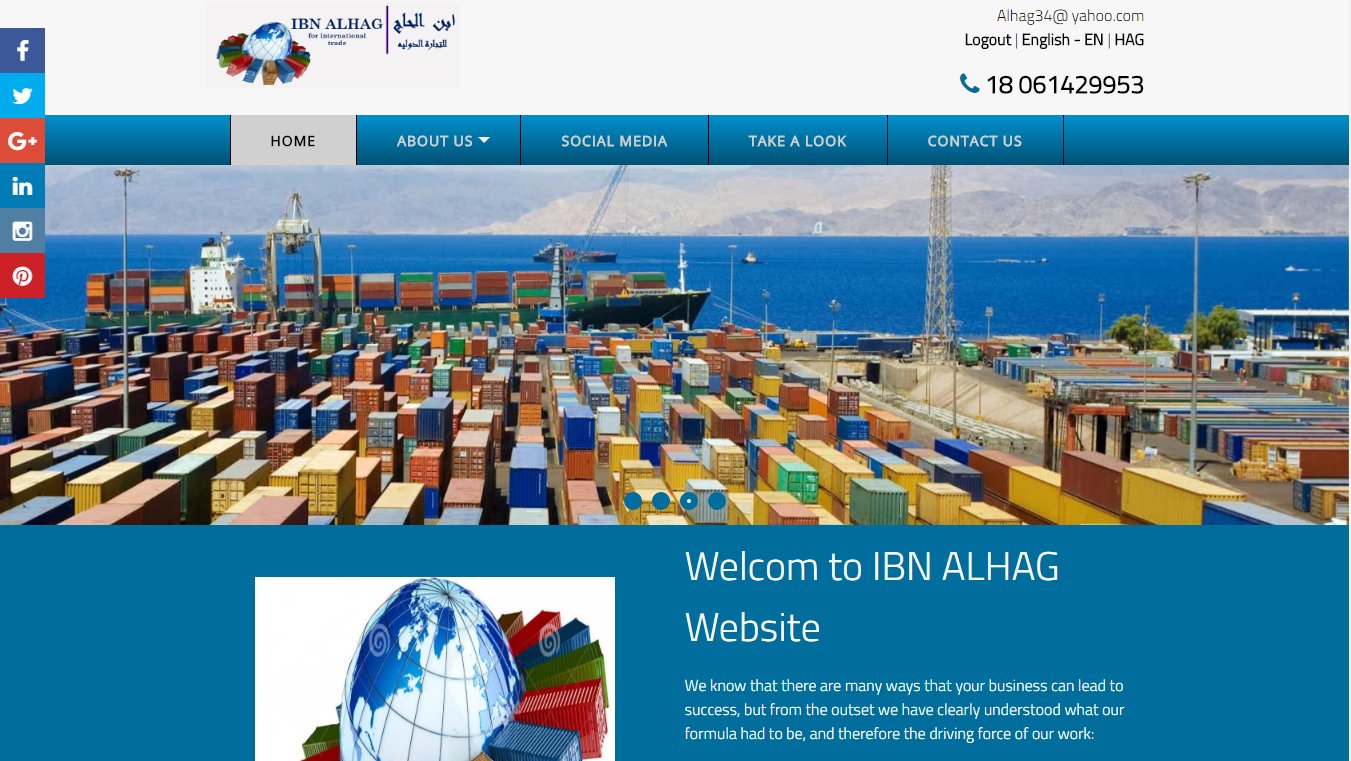 Alhag34@ yahoo.com
Logout | English - EN | HAG
18 061429953
IBN ALHAG
for international
trade
ابن الحاج
للتجارة الدوليه
HOME
ABOUT US
SOCIAL MEDIA
TAKE A LOOK
CONTACT US
Welcom to IBN ALHAG
Website
We know that there are many ways that your business can lead to
success, but from the outset we have clearly understood what our
formula had to be, and therefore the driving force of our work: